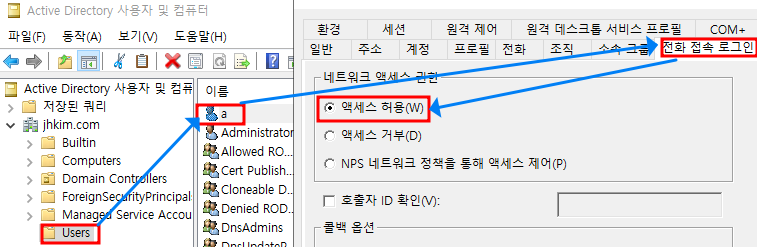 Active Directory 사용자 및 컴퓨터
파일(F) 동작(A) 보기(V) 도움말(H)
Active Directory 사용자 및 컴퓨
저장된 쿼리
jhkim.com
Builtin
Computers
Domain Controllers
ForeignSecurityPrincipals
Managed Service Accou
Users
이름
a
Administrator
Allowed RO...
Cert Publish...
Cloneable D
Denied ROD...
DnsAdmins
DnsUpdateP
환경 세션 원격 제어 원격 데스크톱 서비스 프로필 COM+
일반 주소 계정 프로필 전화 조직 소속 그룹 전화 접속 로그인
네트워크 액세스 권한
액세스 허용(W)
액세스 거부(D)
NPS 네트워크 정책을 통해 액세스 제어(P)
호출자 ID 확인(V):
콜백 옵션